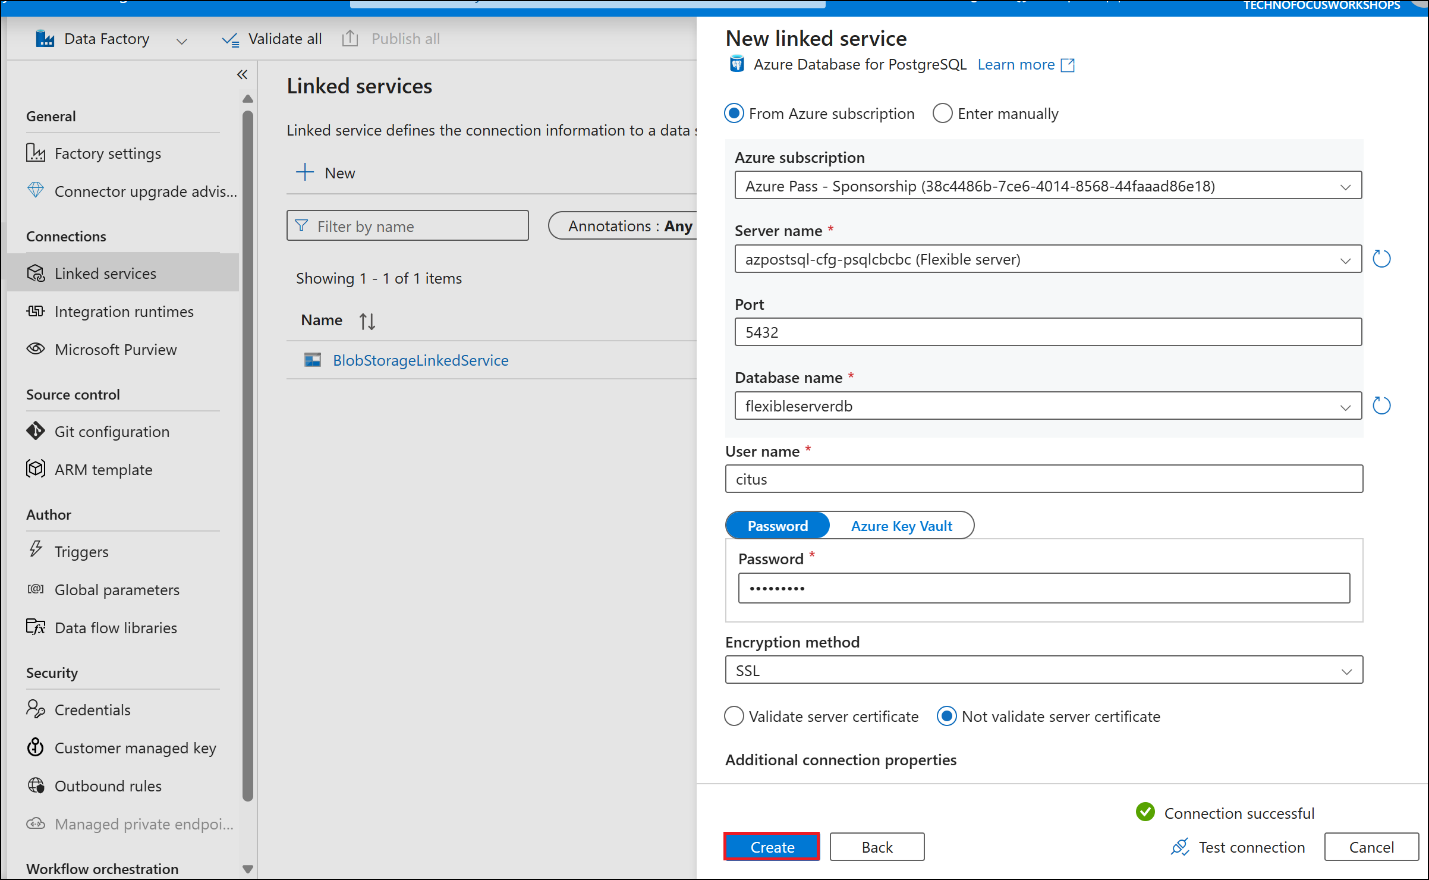 TECHNOFOCUSWORKSHOPS
Data Factory
Validate all
Publish all
General
Factory settings
Connector upgrade advis...
Connections
Linked services
Integration runtimes
Microsoft Purview
Source control
Git configuration
ARM template
Author
Triggers
Global parameters
Data flow libraries
Security
Credentials
Customer managed key
Outbound rules
Managed private endpoi...
Workflow orchestration
Linked services
Linked service defines the connection information to a data
New
Filter by name
Annotations : Any
Showing 1 - 1 of 1 items
Name
BlobStorageLinkedService
New linked service
Azure Database for PostgreSQL Learn more
From Azure subscription Enter manually
Azure subscription
Azure Pass - Sponsorship (38c4486b-7ce6-4014-8568-44faaad86e18)
Server name *
azpostsql-cfg-psqlcbcbc (Flexible server)
Port
5432
Database name *
flexibleserverdb
User name *
citus
Password Azure Key Vault
Password *
•••••••••
Encryption method
SSL
Validate server certificate Not validate server certificate
Additional connection properties
Connection successful
Create Back Test connection Cancel